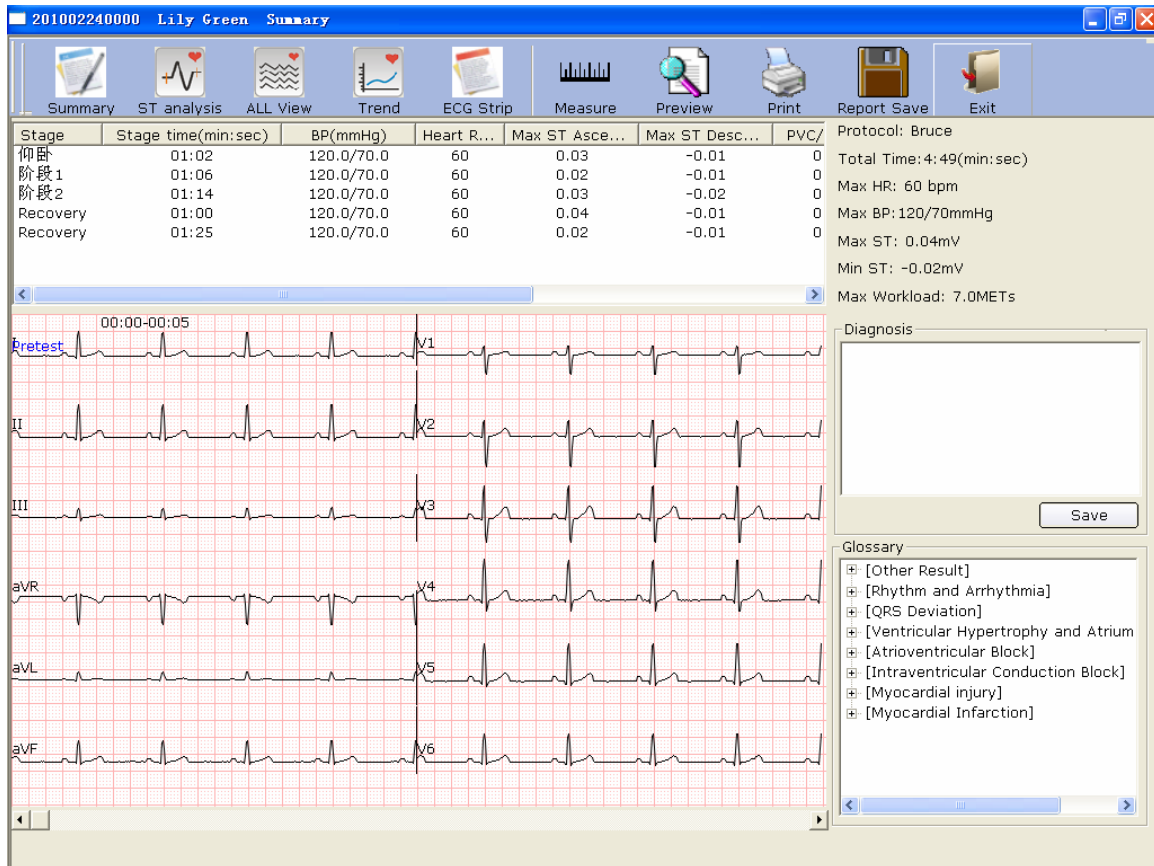 201002240000 Lily Green Summary
Summary ST analysis ALL View Trend ECG Strip Measure Preview Print Report Save Exit
Stage Stage time(min:sec) BP(mmHg) Heart R... Max ST Asce... Max ST Desc... PVC/
仰卧 01:02 120.0/70.0 60 0.03 -0.01 0
阶段1 01:06 120.0/70.0 60 0.02 -0.01 0
阶段2 01:14 120.0/70.0 60 0.03 -0.02 0
Recovery 01:00 120.0/70.0 60 0.04 -0.01 0
Recovery 01:25 120.0/70.0 60 0.02 -0.01 0
Protocol: Bruce
Total Time:4:49(min:sec)
Max HR: 60 bpm
Max BP:120/70mmHg
Max ST: 0.04mV
Min ST: -0.02mV
Max Workload: 7.0METs
00:00-00:05
Pretest
I V1
II V2
III V3
aVR V4
aVL V5
aVF V6
Diagnosis
Save
Glossary
[Other Result]
[Rhythm and Arrhythmia]
[QRS Deviation]
[Ventricular Hypertrophy and Atrium
[Atrioventricular Block]
[Intraventricular Conduction Block]
[Myocardial injury]
[Myocardial Infarction]